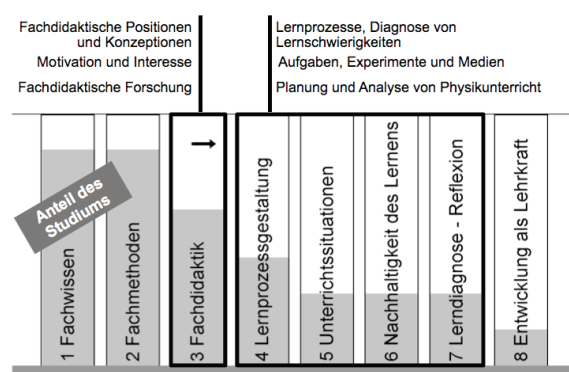 Fachdidaktische Positionen
und Konzeptionen
Motivation und Interesse
Fachdidaktische Forschung
Lernprozesse, Diagnose von
Lernschwierigkeiten
Aufgaben, Experimente und Medien
Planung und Analyse von Physikunterricht
Anteil des
Studiums
1 Fachwissen
2 Fachmethoden
3 Fachdidaktik
4 Lernprozessgestaltung
5 Unterrichtssituationen
6 Nachhaltigkeit des Lernens
7 Lerndiagnose - Reflexion
8 Entwicklung als Lehrkraft